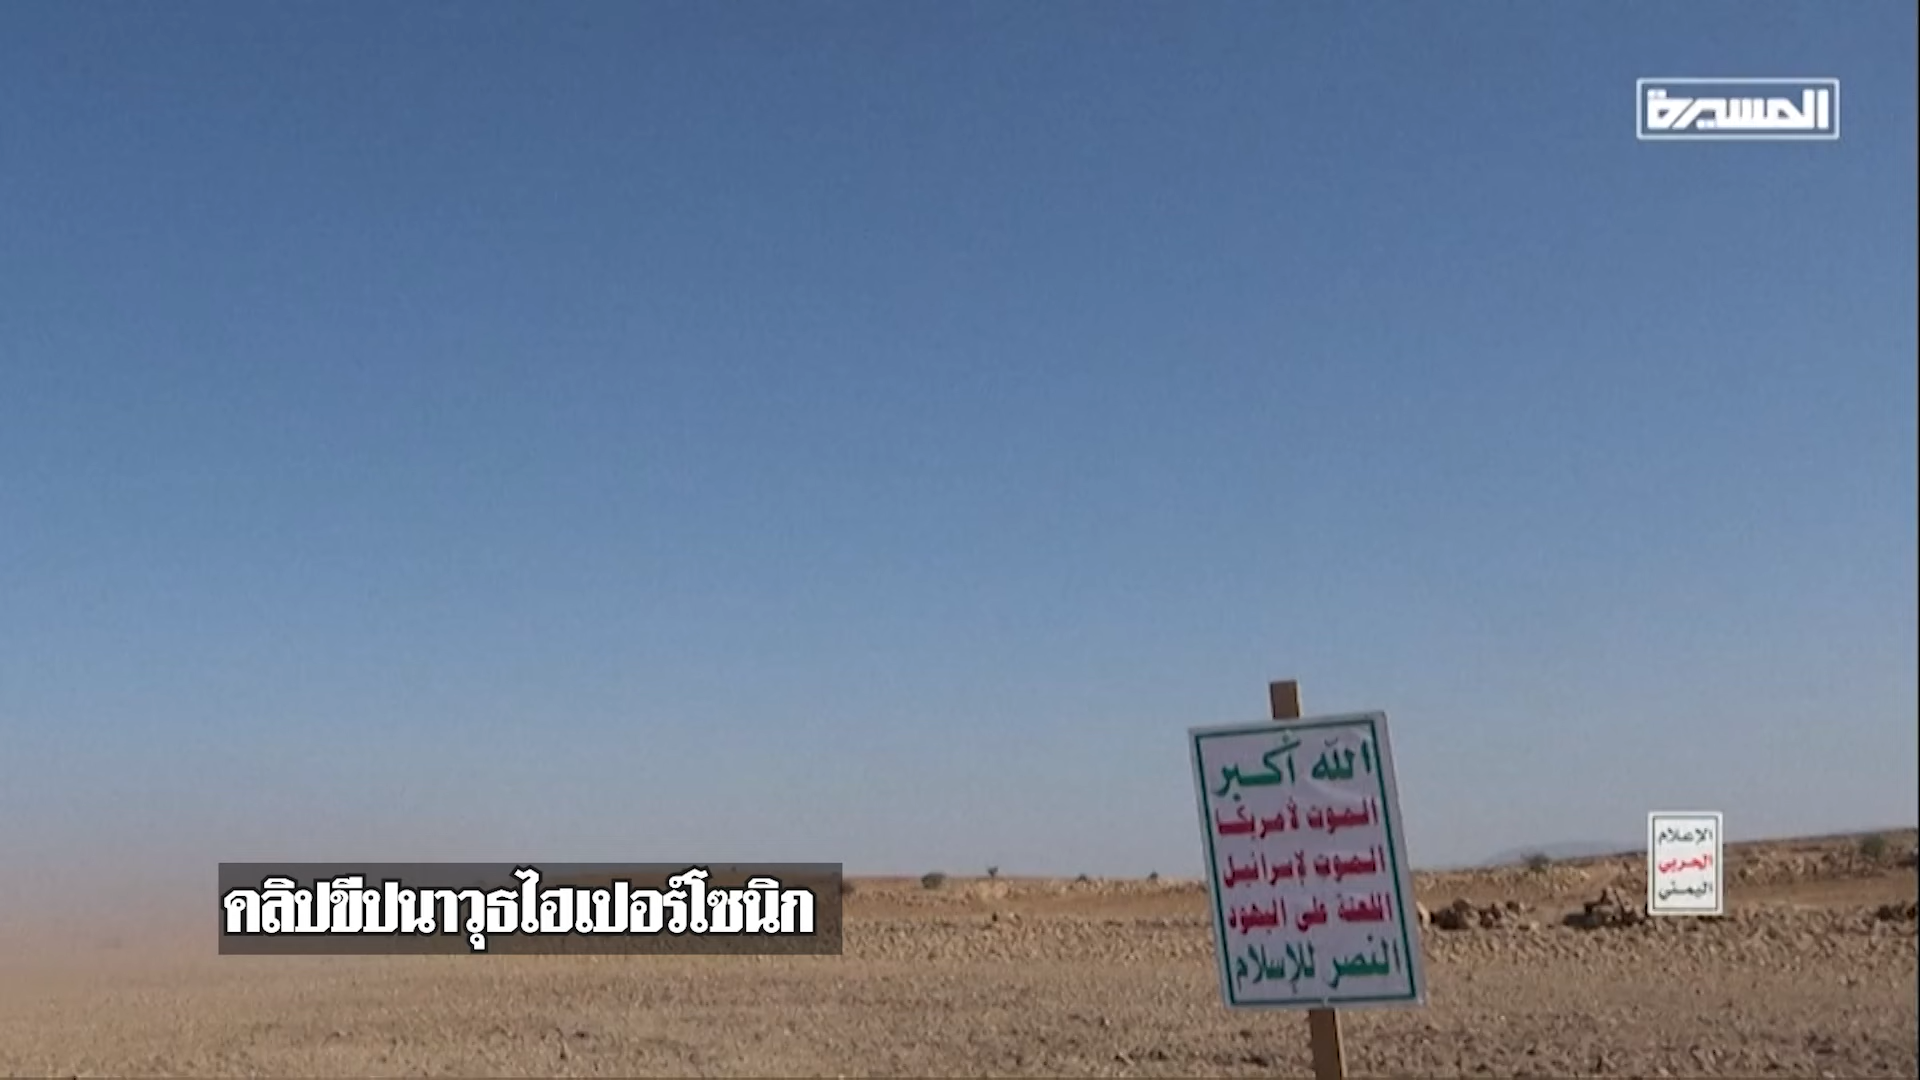 المسيرة
الله أكبر
الموت لأمريكا
الموت لإسرائيل
اللعنة على اليهود
النصر للإسلام
الإعلام
الحربي
اليمني
คลิปขีปนาวุธไฮเปอร์โซนิก